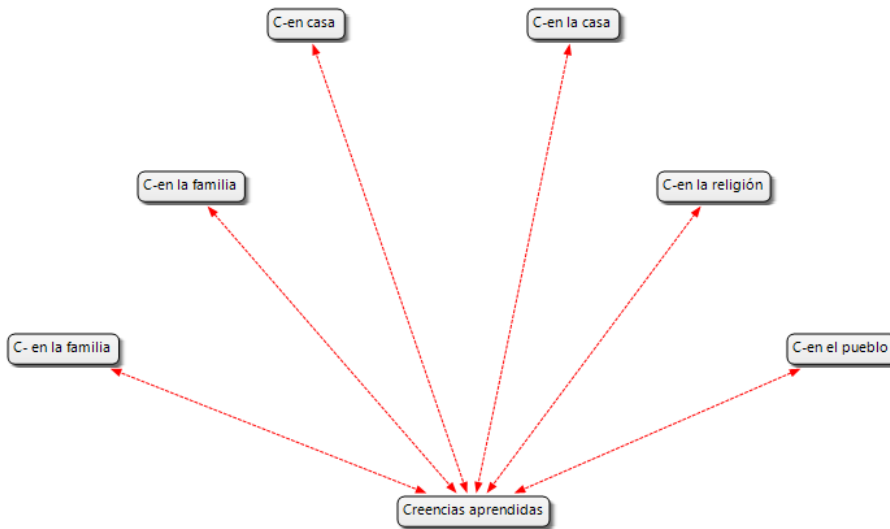 C-en casa
C-en la casa
C-en la familia
C-en la religión
C- en la familia
C-en el pueblo
Creencias aprendidas